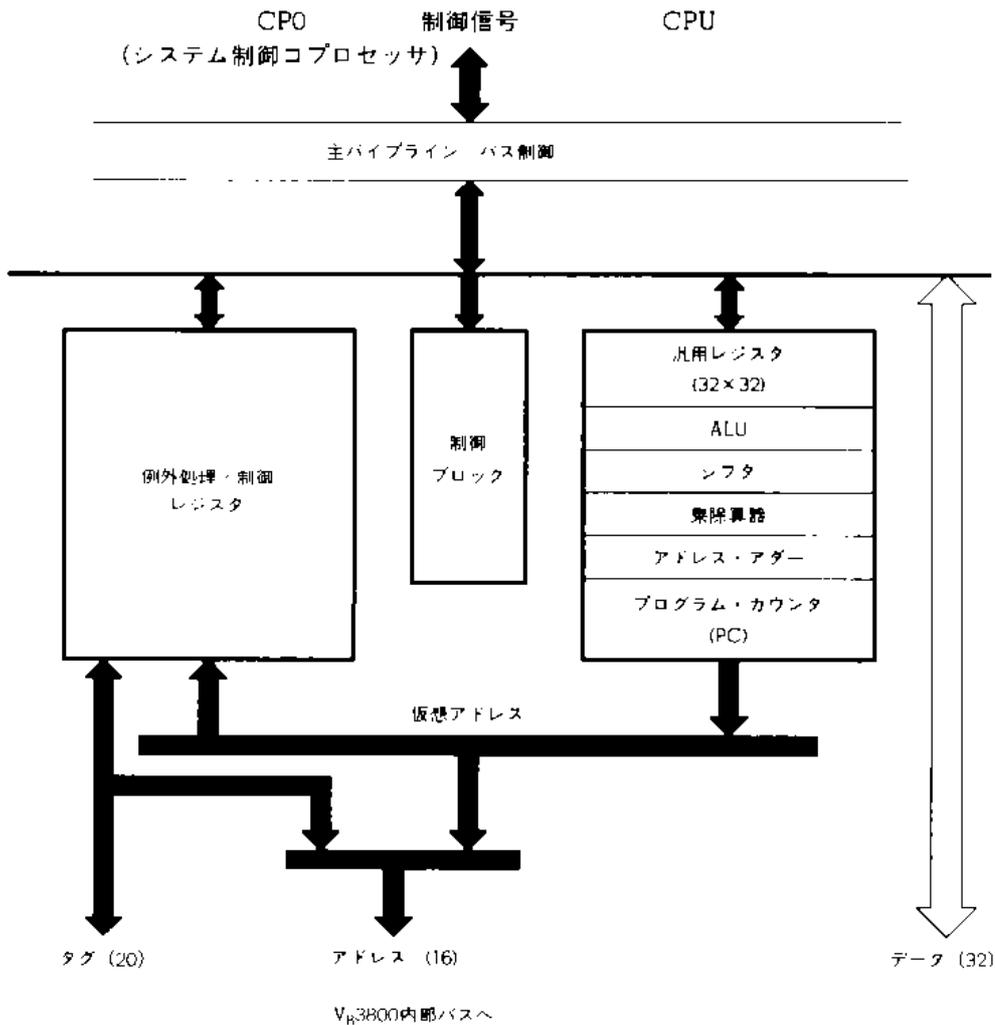 CP0 制御信号 CPU
(システム制御コプロセッサ)
主パイプライン・バス制御
汎用レジスタ
(32×32)
ALU
シフタ
乗除算器
アドレス・アダー
プログラム・カウンタ
(PC)
制御
ブロック
例外処理・制御
レジスタ
仮想アドレス
タグ (20) アドレス (16) データ (32)
VR3800内部バスへ